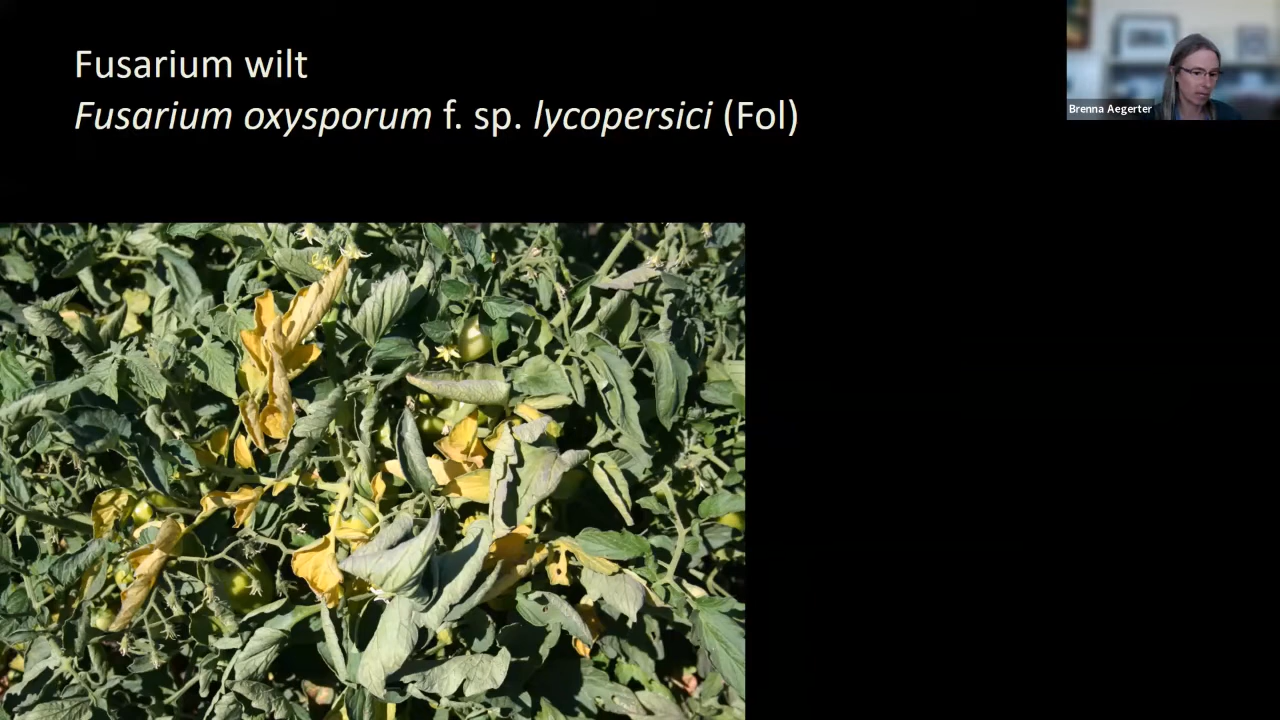 Fusarium wilt
Fusarium oxysporum f. sp. lycopersici (Fol)
Brenna Aegerter